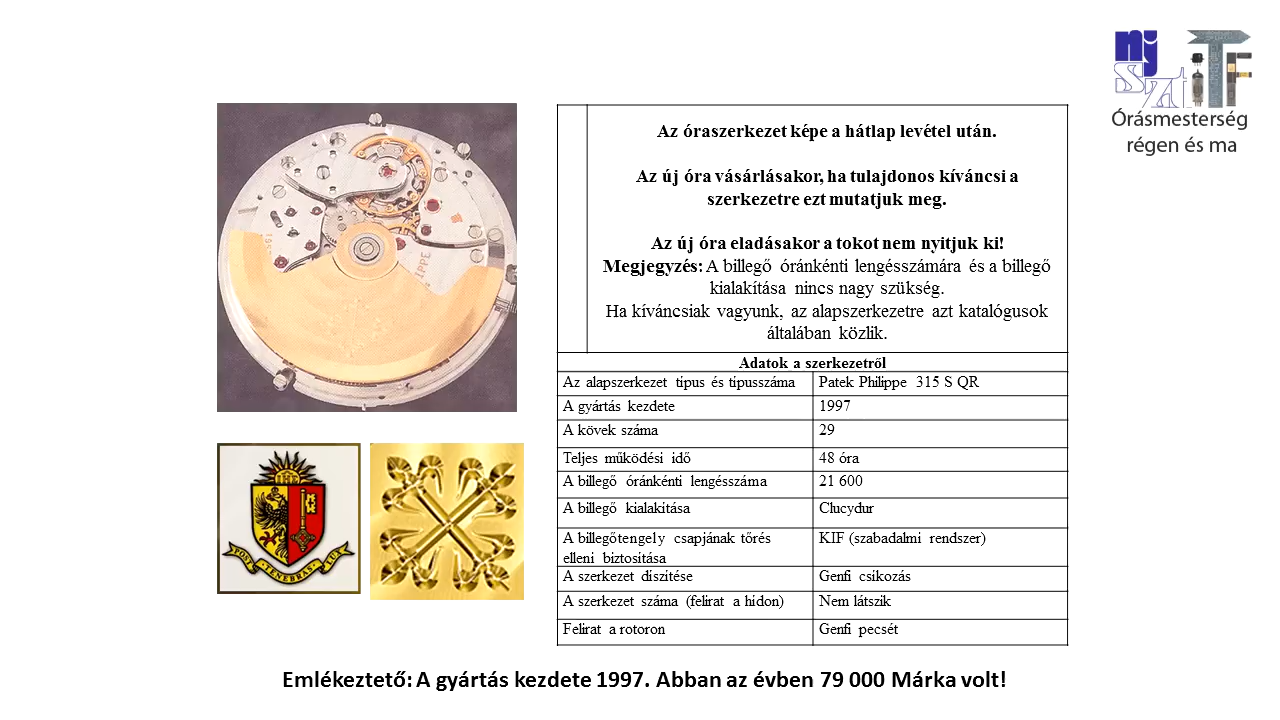 nj
Szt
iTF
Órásmesterség
régen és ma
Az óraszerkezet képe a hátlap levétel után.
Az új óra vásárlásakor, ha tulajdonos kíváncsi a
szerkezetre ezt mutatjuk meg.
Az új óra eladásakor a tokot nem nyitjuk ki!
Megjegyzés: A billegő óránkénti lengésszámára és a billegő
kialakítása nincs nagy szükség.
Ha kíváncsiak vagyunk, az alapszerkezetre azt katalógusok
általában közlik.
Adatok a szerkezetről
Az alapszerkezet típus és típusszáma Patek Philippe 315 S QR
A gyártás kezdete 1997
A kövek száma 29
Teljes működési idő 48 óra
A billegő óránkénti lengésszáma 21 600
A billegő kialakítása Clucydur
A billegőtengely csapjának törés KIF (szabadalmi rendszer)
elleni biztosítása
A szerkezet díszítése Genfi csíkozás
A szerkezet száma (felirat a hídon) Nem látszik
Felirat a rotoron Genfi pecsét
IHE
POST TENEBRAS LUX
Emlékeztető: A gyártás kezdete 1997. Abban az évben 79 000 Márka volt!